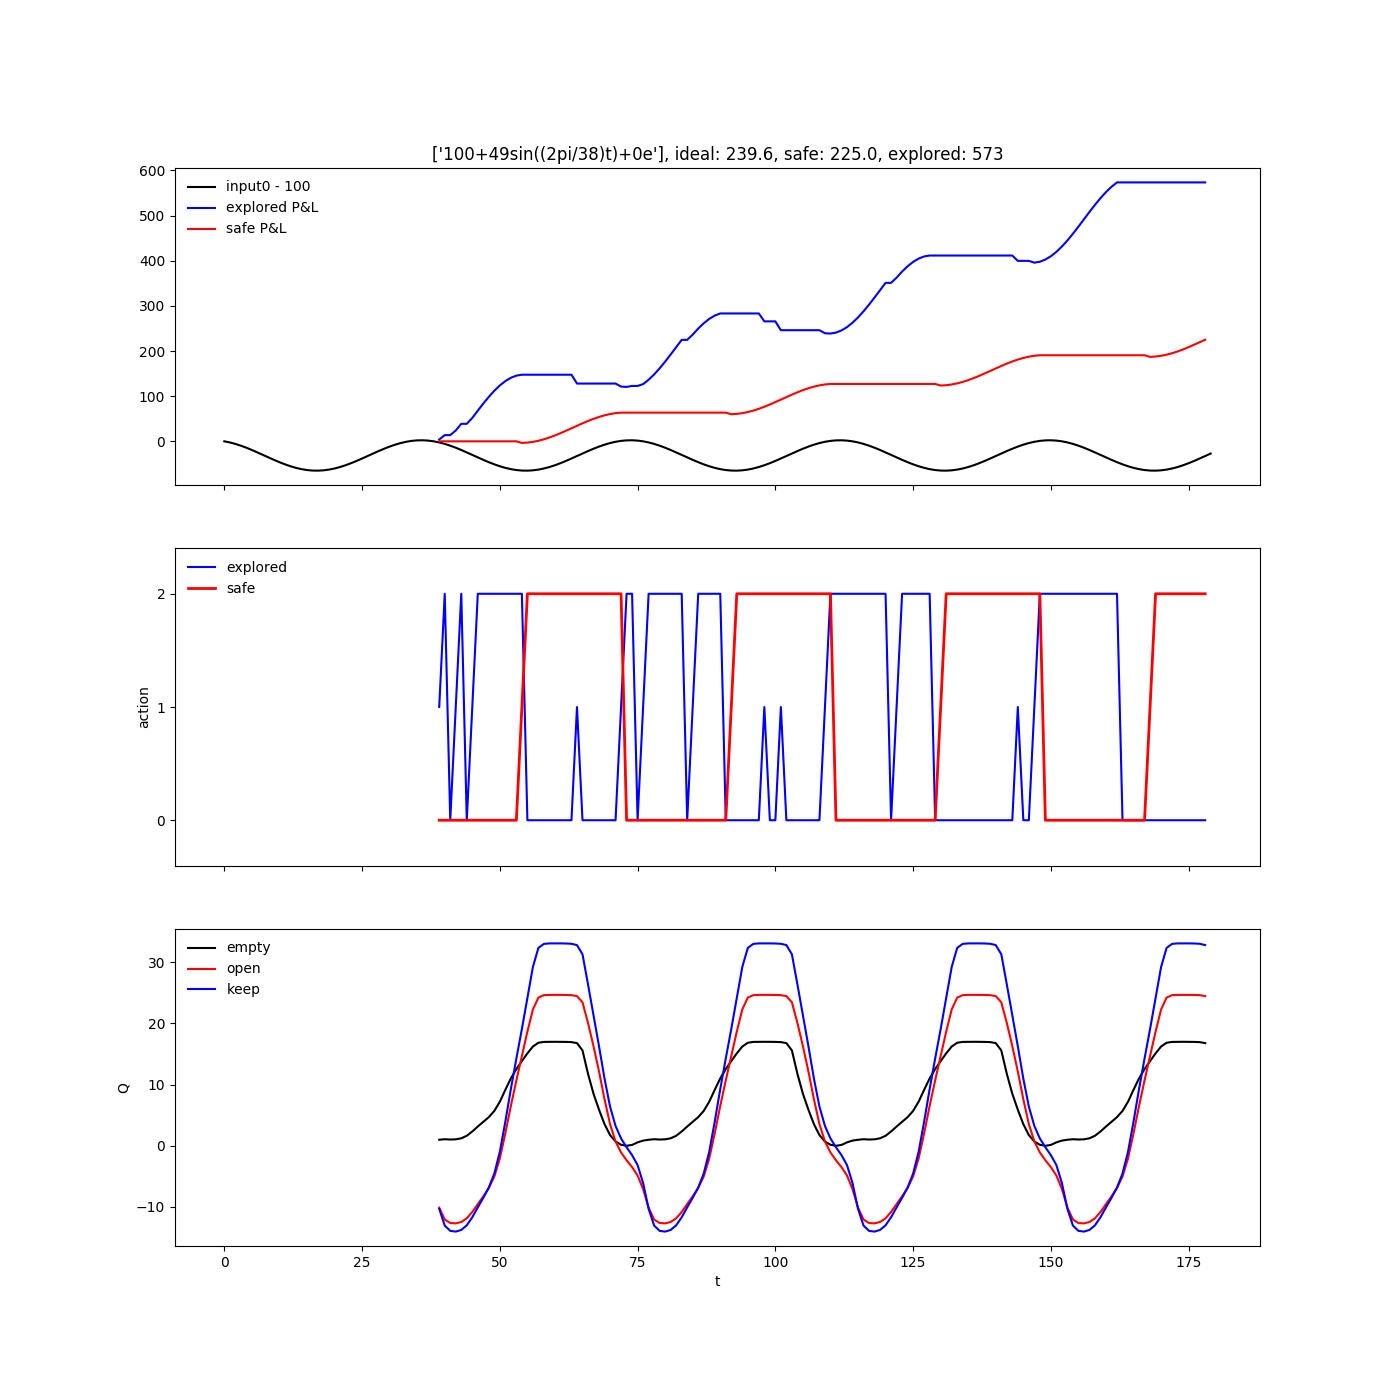 ['100+49sin((2pi/38)t)+0e'], ideal: 239.6, safe: 225.0, explored: 573
600
500
400
300
200
100
0
input0 - 100
explored P&L
safe P&L
action
2
1
0
explored
safe
Q
30
20
10
0
−10
empty
open
keep
0 25 50 75 100 125 150 175
t